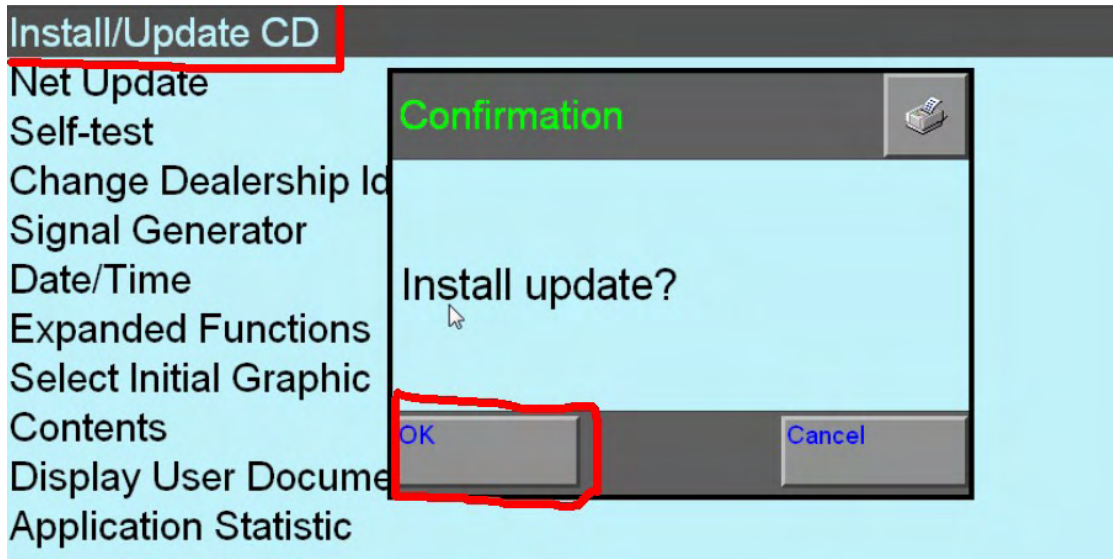 Install/Update CD
Net Update
Self-test
Change Dealership Id
Signal Generator
Date/Time
Expanded Functions
Select Initial Graphic
Contents
Display User Docume
Application Statistic
Confirmation
Install update?
OK
Cancel